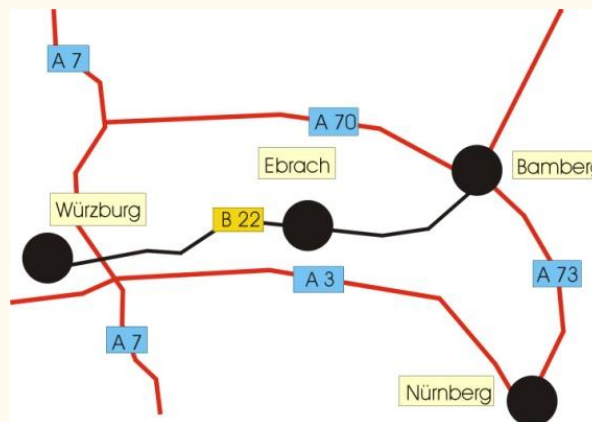 A 7
A 70
Ebrach
Bamberg
Würzburg
B 22
A 3
A 73
A 7
Nürnberg